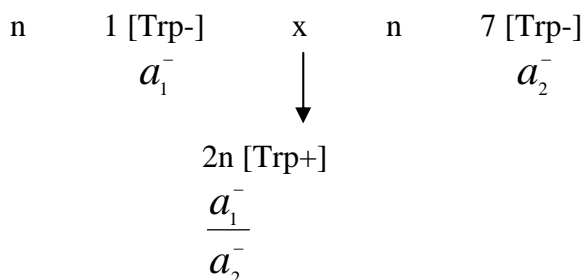 n 1 [Trp-] x n 7 [Trp-]
a₁⁻ a₂⁻
2n [Trp+]
a₁⁻
a₂⁻